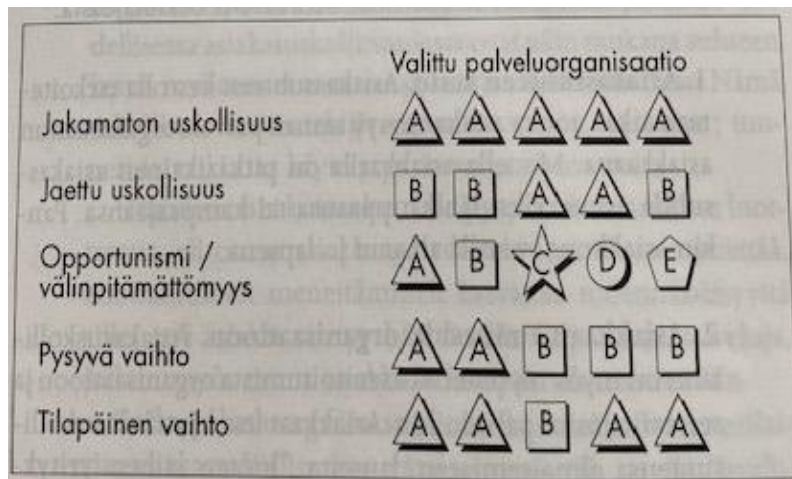 Valittu palveluorganisaatio
Jakamaton uskollisuus A A A A A
Jaettu uskollisuus B B A A B
Opportunismi / A B C D E
välinpitämättömyys
Pysyvä vaihto A A B B B
Tilapäinen vaihto A A B A A